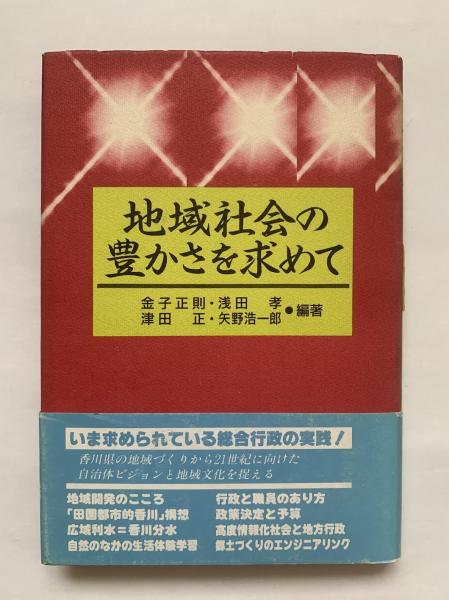 地域社会の
豊かさを求めて
金子正則・浅田 孝
津田 正・矢野浩一郎●編著
いま求められている総合行政の実践!
香川県の地域づくりから21世紀に向けた
自治体ビジョンと地域文化を捉える
地域開発のこころ
「田園都市的香川」構想
広域利水=香川分水
自然のなかの生活体験学習
行政と職員のあり方
政策決定と予算
高度情報化社会と地方行政
郷土づくりのエンジニアリング